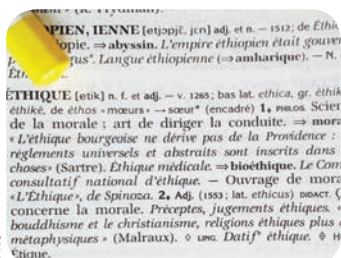 (R. Frydman).
OPIEN, IENNE [etjɔpjɛ̃, jɛn] adj. et n. — 1512; de Éthi
opie. ⇒ abyssin. L'empire éthiopien était gouver
us". Langue éthiopienne (⇒ amharique). — N.
ÉTHIQUE [etik] n. f. et adj. — v. 1265; bas lat. ethica, gr. êthik
êthikê, de êthos « mœurs » → sœur* (encadré) 1. PHILOS. Scien
de la morale ; art de diriger la conduite. ⇒ mora
« L'éthique bourgeoise ne dérive pas de la Providence :
règlements universels et abstraits sont inscrits dans
choses » (Sartre). Éthique médicale. ⇒ bioéthique. Le Com
consultatif national d'éthique. — Ouvrage de mora
« L'Éthique », de Spinoza. 2. Adj. (1553 ; lat. ethicus) DIDACT. C
concerne la morale. Préceptes, jugements éthiques. «
bouddhisme et le christianisme, religions éthiques plus
métaphysiques » (Malraux). ◊ LING. Datif* éthique. ◊ H
Étique.